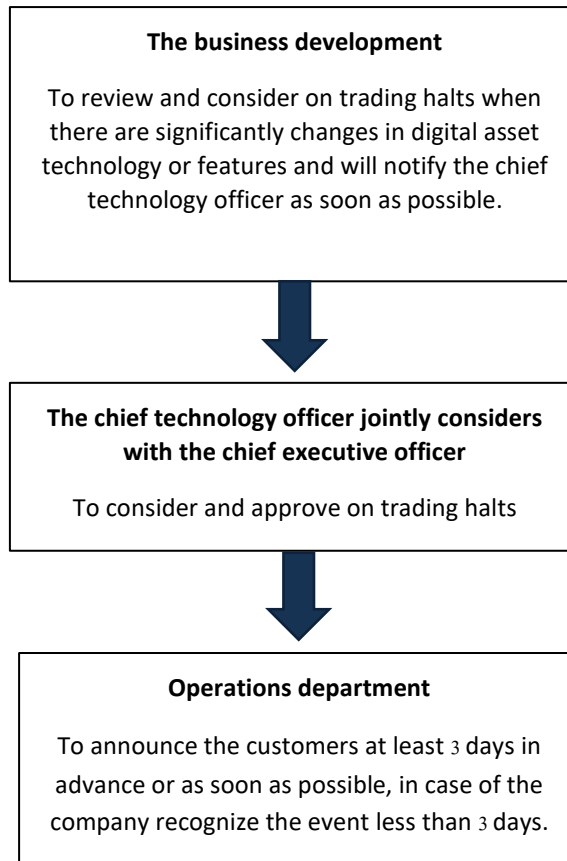 The business development
To review and consider on trading halts when
there are significantly changes in digital asset
technology or features and will notify the chief
technology officer as soon as possible.
The chief technology officer jointly considers
with the chief executive officer
To consider and approve on trading halts
Operations department
To announce the customers at least 3 days in
advance or as soon as possible, in case of the
company recognize the event less than 3 days.